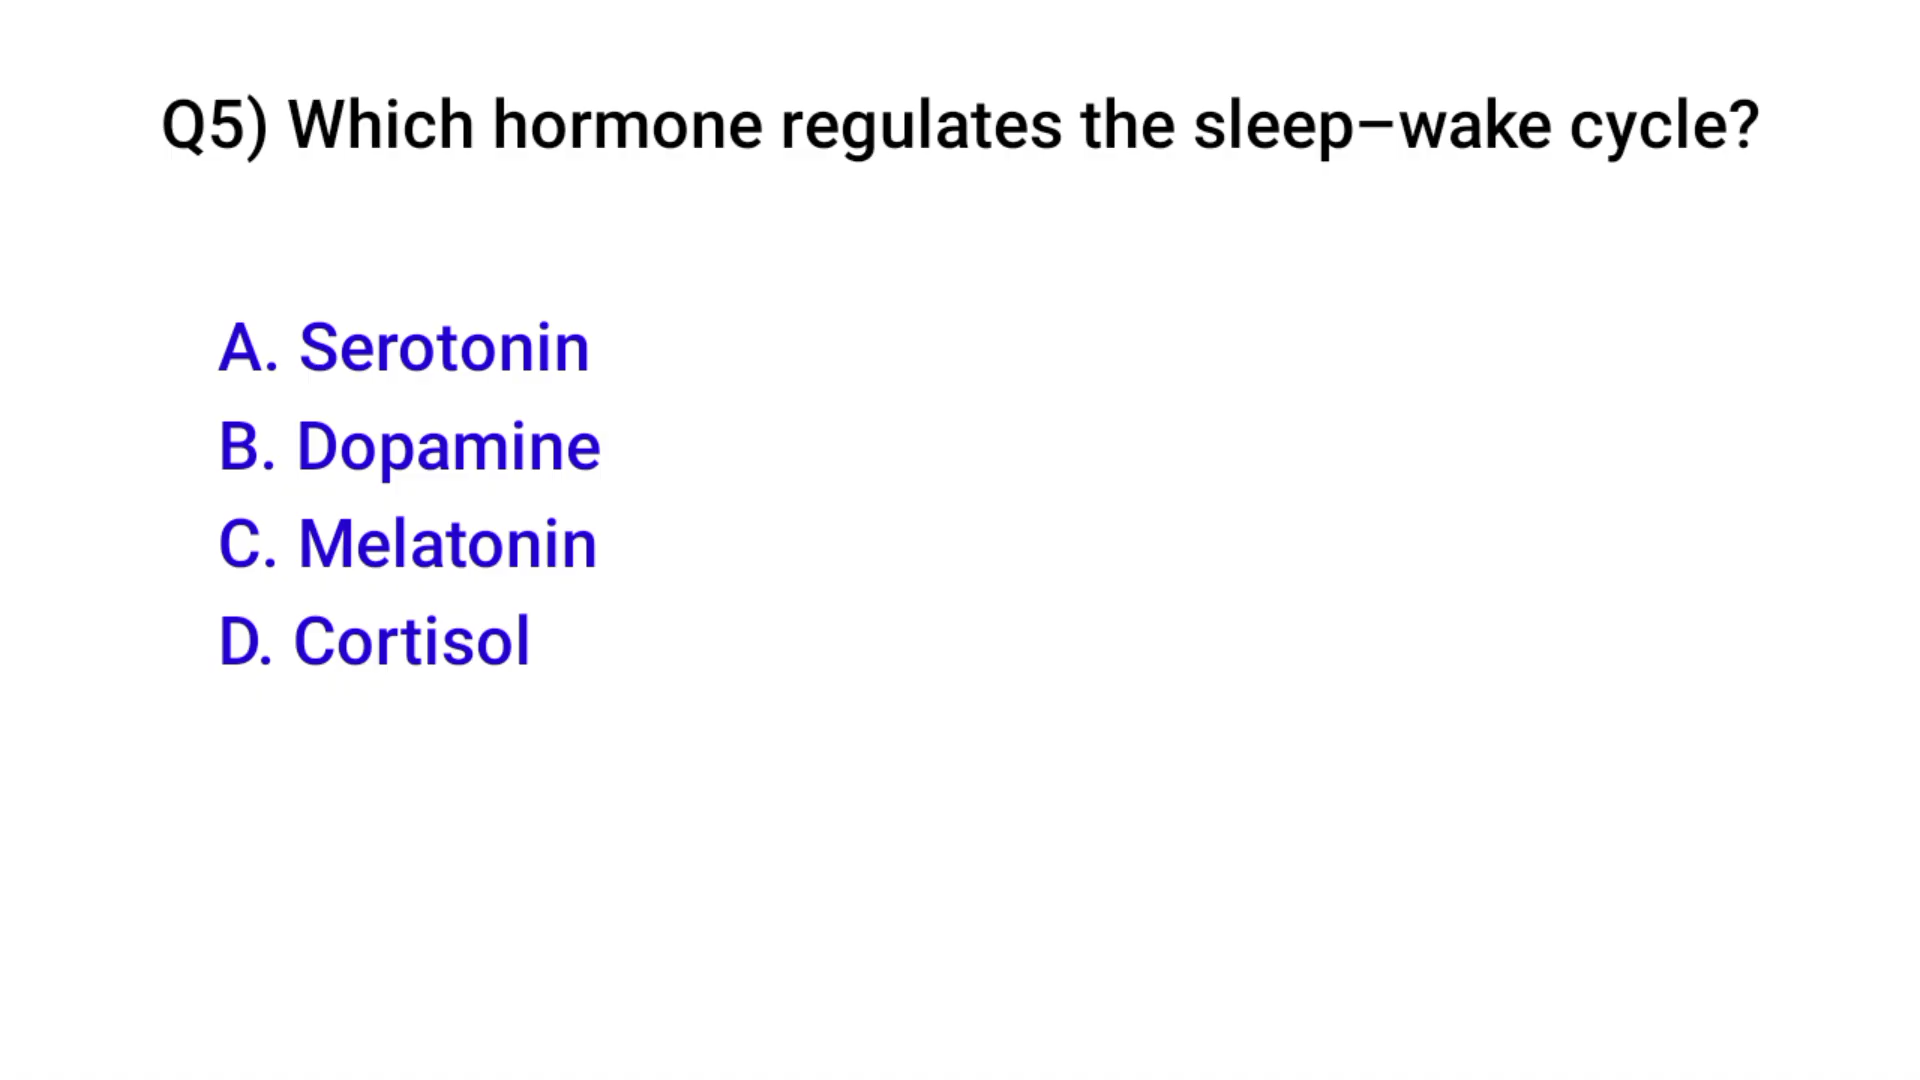 Q5) Which hormone regulates the sleep–wake cycle?
A. Serotonin
B. Dopamine
C. Melatonin
D. Cortisol